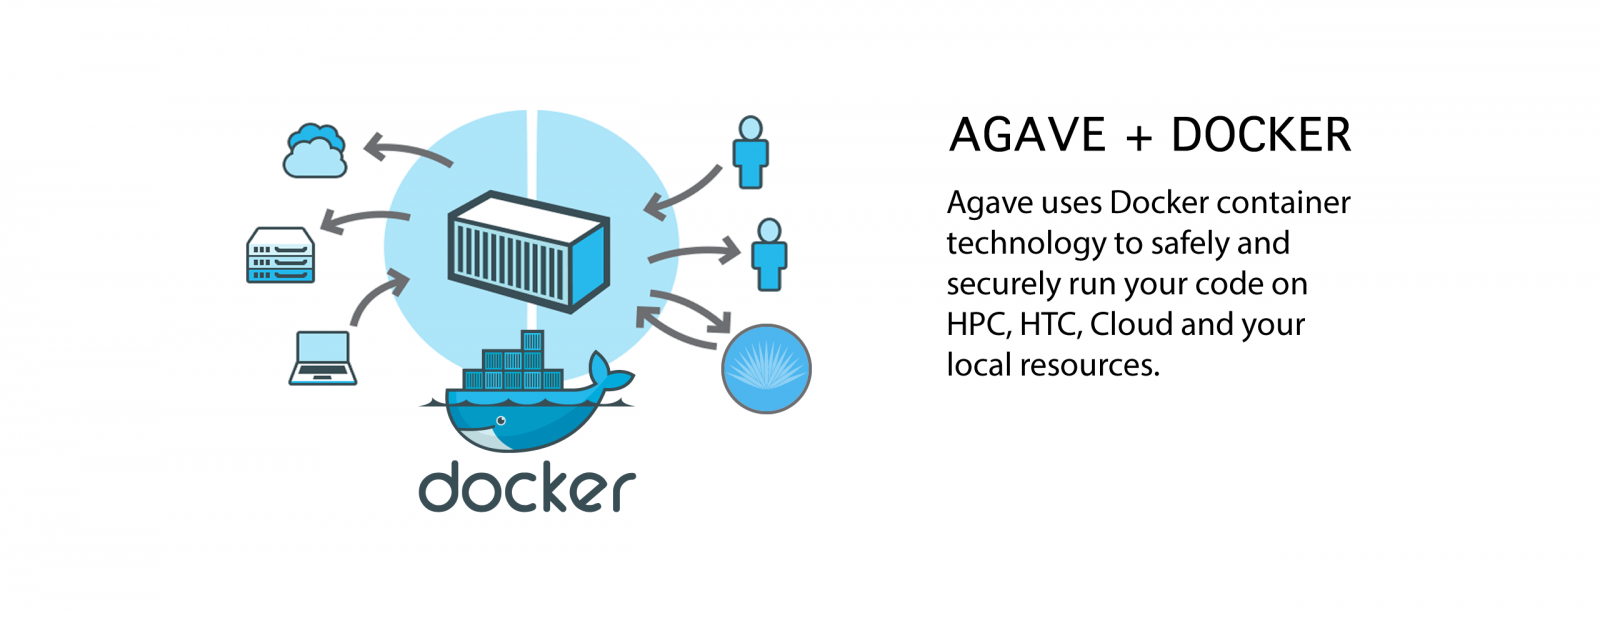 AGAVE + DOCKER
Agave uses Docker container
technology to safely and
securely run your code on
HPC, HTC, Cloud and your
local resources.
docker